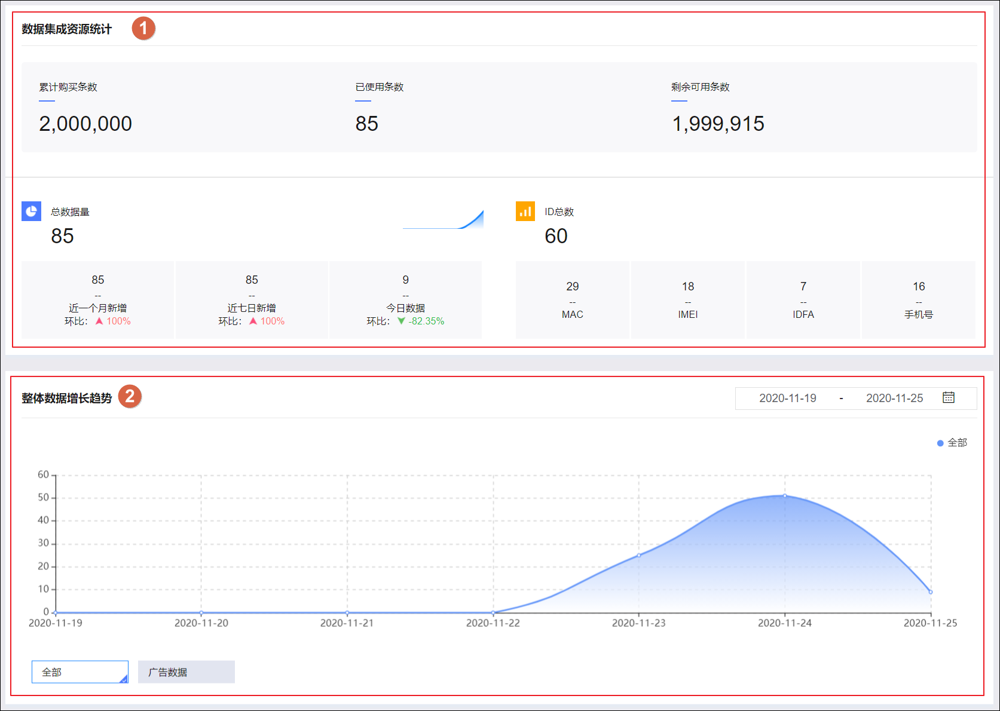 数据集成资源统计 1
累计购买条数 已使用条数 剩余可用条数
2,000,000 85 1,999,915
总数据量 ID总数
85 60
85 85 9
-- -- --
近一个月新增 近七日新增 今日数据
环比： 100% 环比： 100% 环比： -82.35%
29 18 7 16
-- -- -- --
MAC IMEI IDFA 手机号
整体数据增长趋势 2 2020-11-19 - 2020-11-25
全部
60
50
40
30
20
10
0
2020-11-19 2020-11-20 2020-11-21 2020-11-22 2020-11-23 2020-11-24 2020-11-25
全部 广告数据